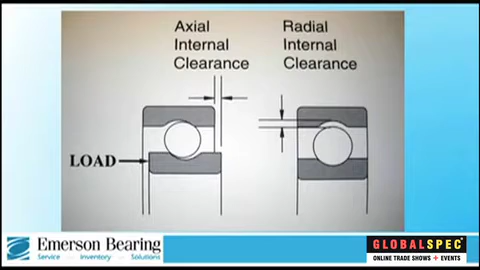 Axial
Internal
Clearance
Radial
Internal
Clearance
LOAD
Emerson Bearing
Service Inventory Solutions
GLOBALSPEC
ONLINE TRADE SHOWS + EVENTS